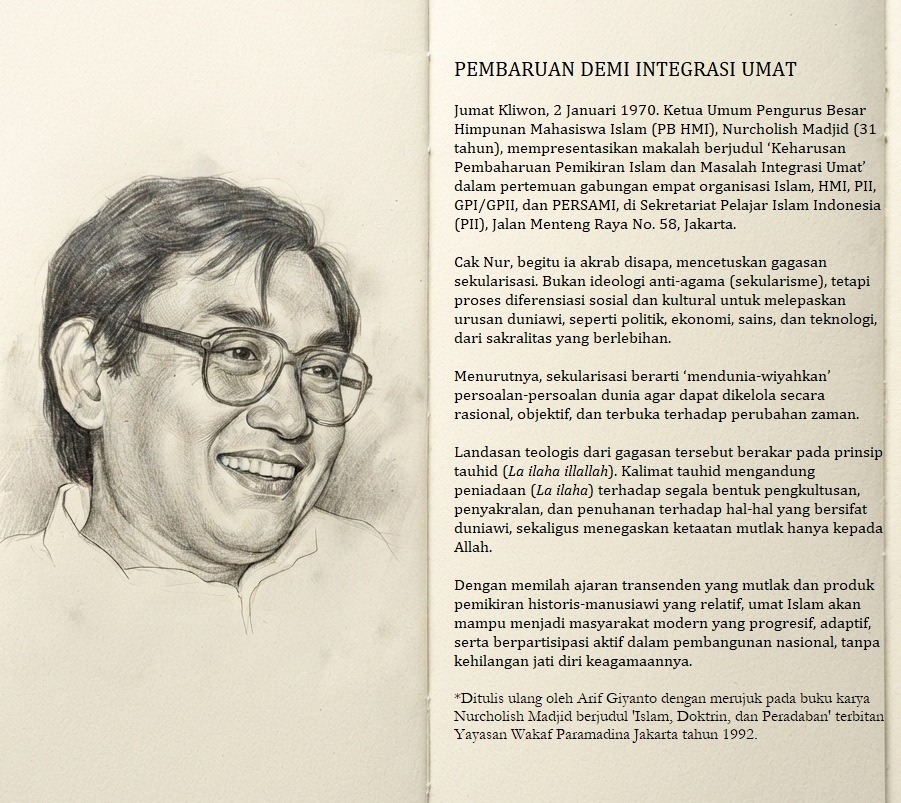 PEMBARUAN DEMI INTEGRASI UMAT
Jumat Kliwon, 2 Januari 1970. Ketua Umum Pengurus Besar
Himpunan Mahasiswa Islam (PB HMI), Nurcholish Madjid (31
tahun), mempresentasikan makalah berjudul ‘Keharusan
Pembaharuan Pemikiran Islam dan Masalah Integrasi Umat’
dalam pertemuan gabungan empat organisasi Islam, HMI, PII,
GPI/GPII, dan PERSAMI, di Sekretariat Pelajar Islam Indonesia
(PII), Jalan Menteng Raya No. 58, Jakarta.
Cak Nur, begitu ia akrab disapa, mencetuskan gagasan
sekularisasi. Bukan ideologi anti-agama (sekularisme), tetapi
proses diferensiasi sosial dan kultural untuk melepaskan
urusan duniawi, seperti politik, ekonomi, sains, dan teknologi,
dari sakralitas yang berlebihan.
Menurutnya, sekularisasi berarti ‘mendunia-wiyahkan’
persoalan-persoalan dunia agar dapat dikelola secara
rasional, objektif, dan terbuka terhadap perubahan zaman.
Landasan teologis dari gagasan tersebut berakar pada prinsip
tauhid (La ilaha illallah). Kalimat tauhid mengandung
peniadaan (La ilaha) terhadap segala bentuk pengkultusan,
penyakralan, dan penuhanan terhadap hal-hal yang bersifat
duniawi, sekaligus menegaskan ketaatan mutlak hanya kepada
Allah.
Dengan memilah ajaran transenden yang mutlak dan produk
pemikiran historis-manusiawi yang relatif, umat Islam akan
mampu menjadi masyarakat modern yang progresif, adaptif,
serta berpartisipasi aktif dalam pembangunan nasional, tanpa
kehilangan jati diri keagamaannya.
*Ditulis ulang oleh Arif Giyanto dengan merujuk pada buku karya
Nurcholish Madjid berjudul 'Islam, Doktrin, dan Peradaban' terbitan
Yayasan Wakaf Paramadina Jakarta tahun 1992.